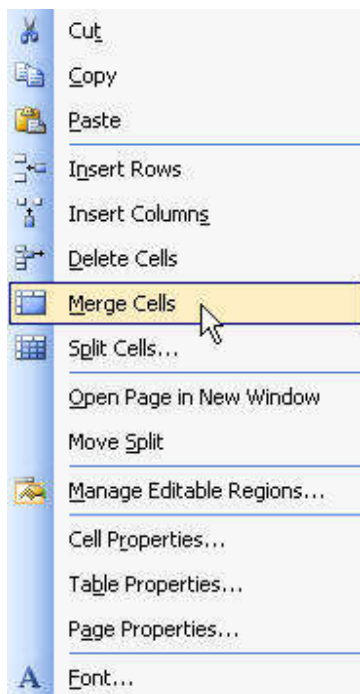 Cut
Copy
Paste
Insert Rows
Insert Columns
Delete Cells
Merge Cells
Split Cells...
Open Page in New Window
Move Split
Manage Editable Regions...
Cell Properties...
Table Properties...
Page Properties...
A Font...